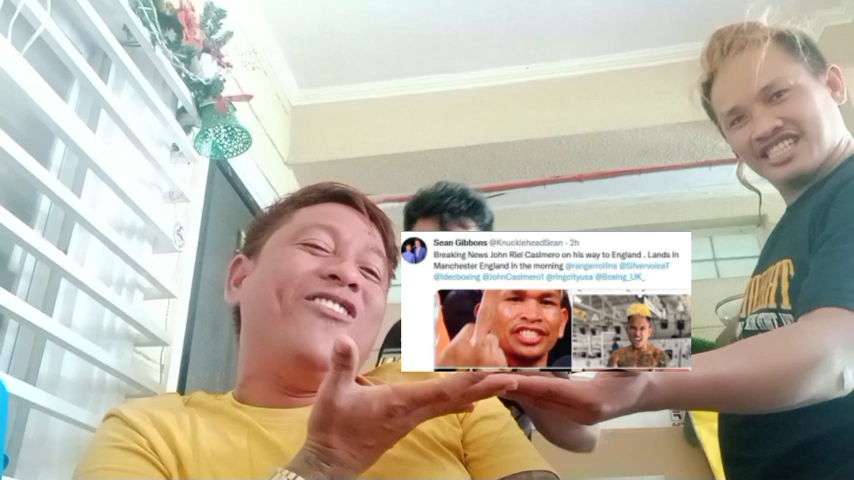 Sean Gibbons @KnuckleheadSean · 2h
Breaking News John Riel Casimero on his way to England . Lands in
Manchester England in the morning @rangerrollins @SilvervoiceT
@idecboxing @JohnCasimero1 @ringcityusa @Boxing_UK_